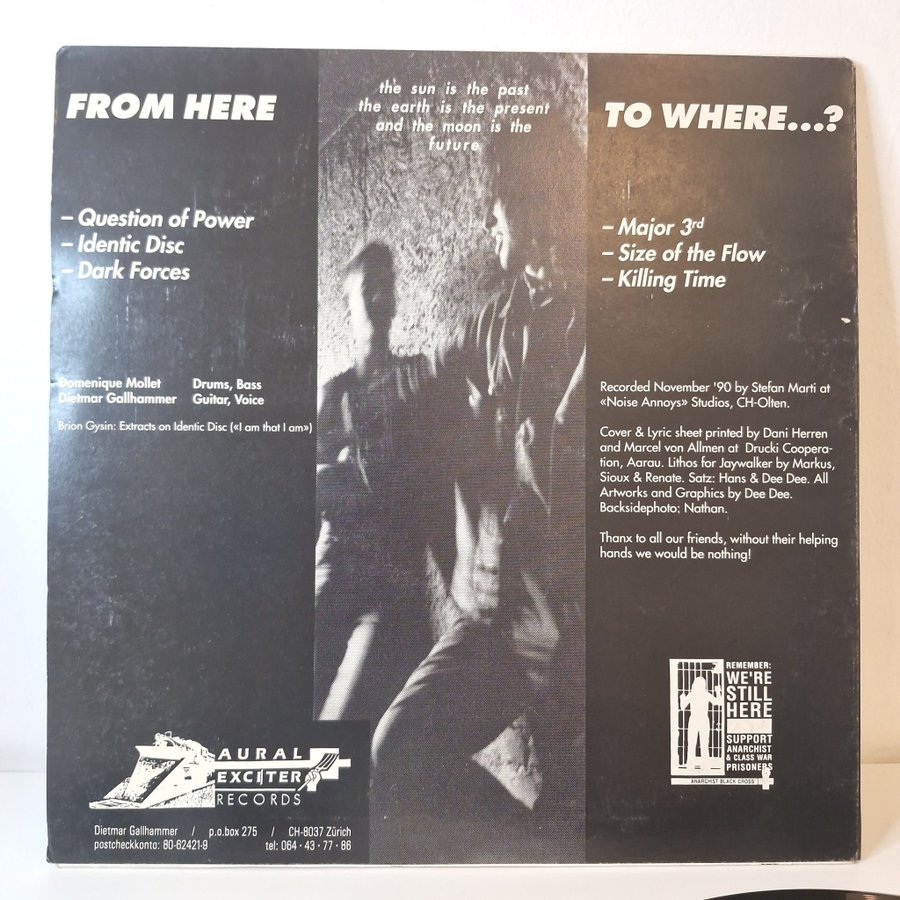 FROM HERE
the sun is the past
the earth is the present
and the moon is the
future
TO WHERE...?
– Question of Power
– Identic Disc
– Dark Forces
– Major 3rd
– Size of the Flow
– Killing Time
Domenique Mollet Drums, Bass
Dietmar Gallhammer Guitar, Voice
Brion Gysin: Extracts on Identic Disc («I am that I am»)
Recorded November '90 by Stefan Marti at
«Noise Annoys» Studios, CH-Olten.
Cover & Lyric sheet printed by Dani Herren
and Marcel von Allmen at Drucki Coopera-
tion, Aarau. Lithos for Jaywalker by Markus,
Sioux & Renate. Satz: Hans & Dee Dee. All
Artworks and Graphics by Dee Dee.
Backsidephoto: Nathan.
Thanx to all our friends, without their helping
hands we would be nothing!
REMEMBER:
WE'RE
STILL
HERE
SUPPORT
ANARCHIST
& CLASS WAR
PRISONERS
ANARCHIST BLACK CROSS
AURAL
EXCITER
RECORDS
Dietmar Gallhammer / p.o.box 275 / CH-8037 Zürich
postcheckkonto: 80-62421-9 tel: 064 · 43 · 77 · 86